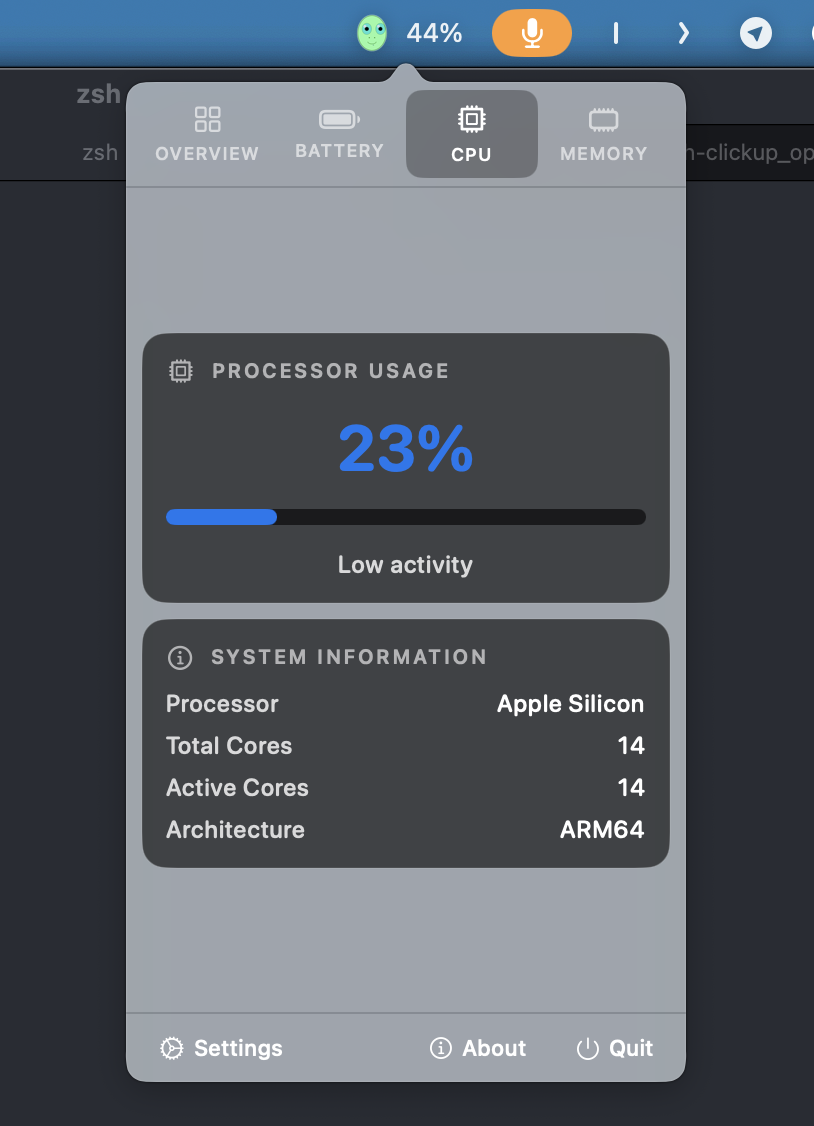 44%
zsh
zsh
n-clickup_op
OVERVIEW
BATTERY
CPU
MEMORY
PROCESSOR USAGE
23%
Low activity
SYSTEM INFORMATION
Processor Apple Silicon
Total Cores 14
Active Cores 14
Architecture ARM64
Settings
About
Quit